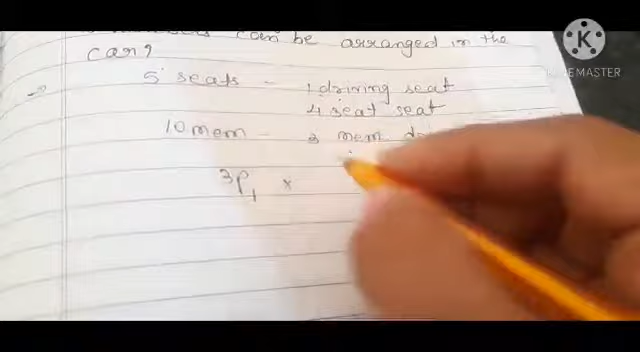 can be arranged in the
car?
5 seats - 1 driving seat
4 seat seat
10 mem - 3 mem
³P₁ ×
KINEMASTER